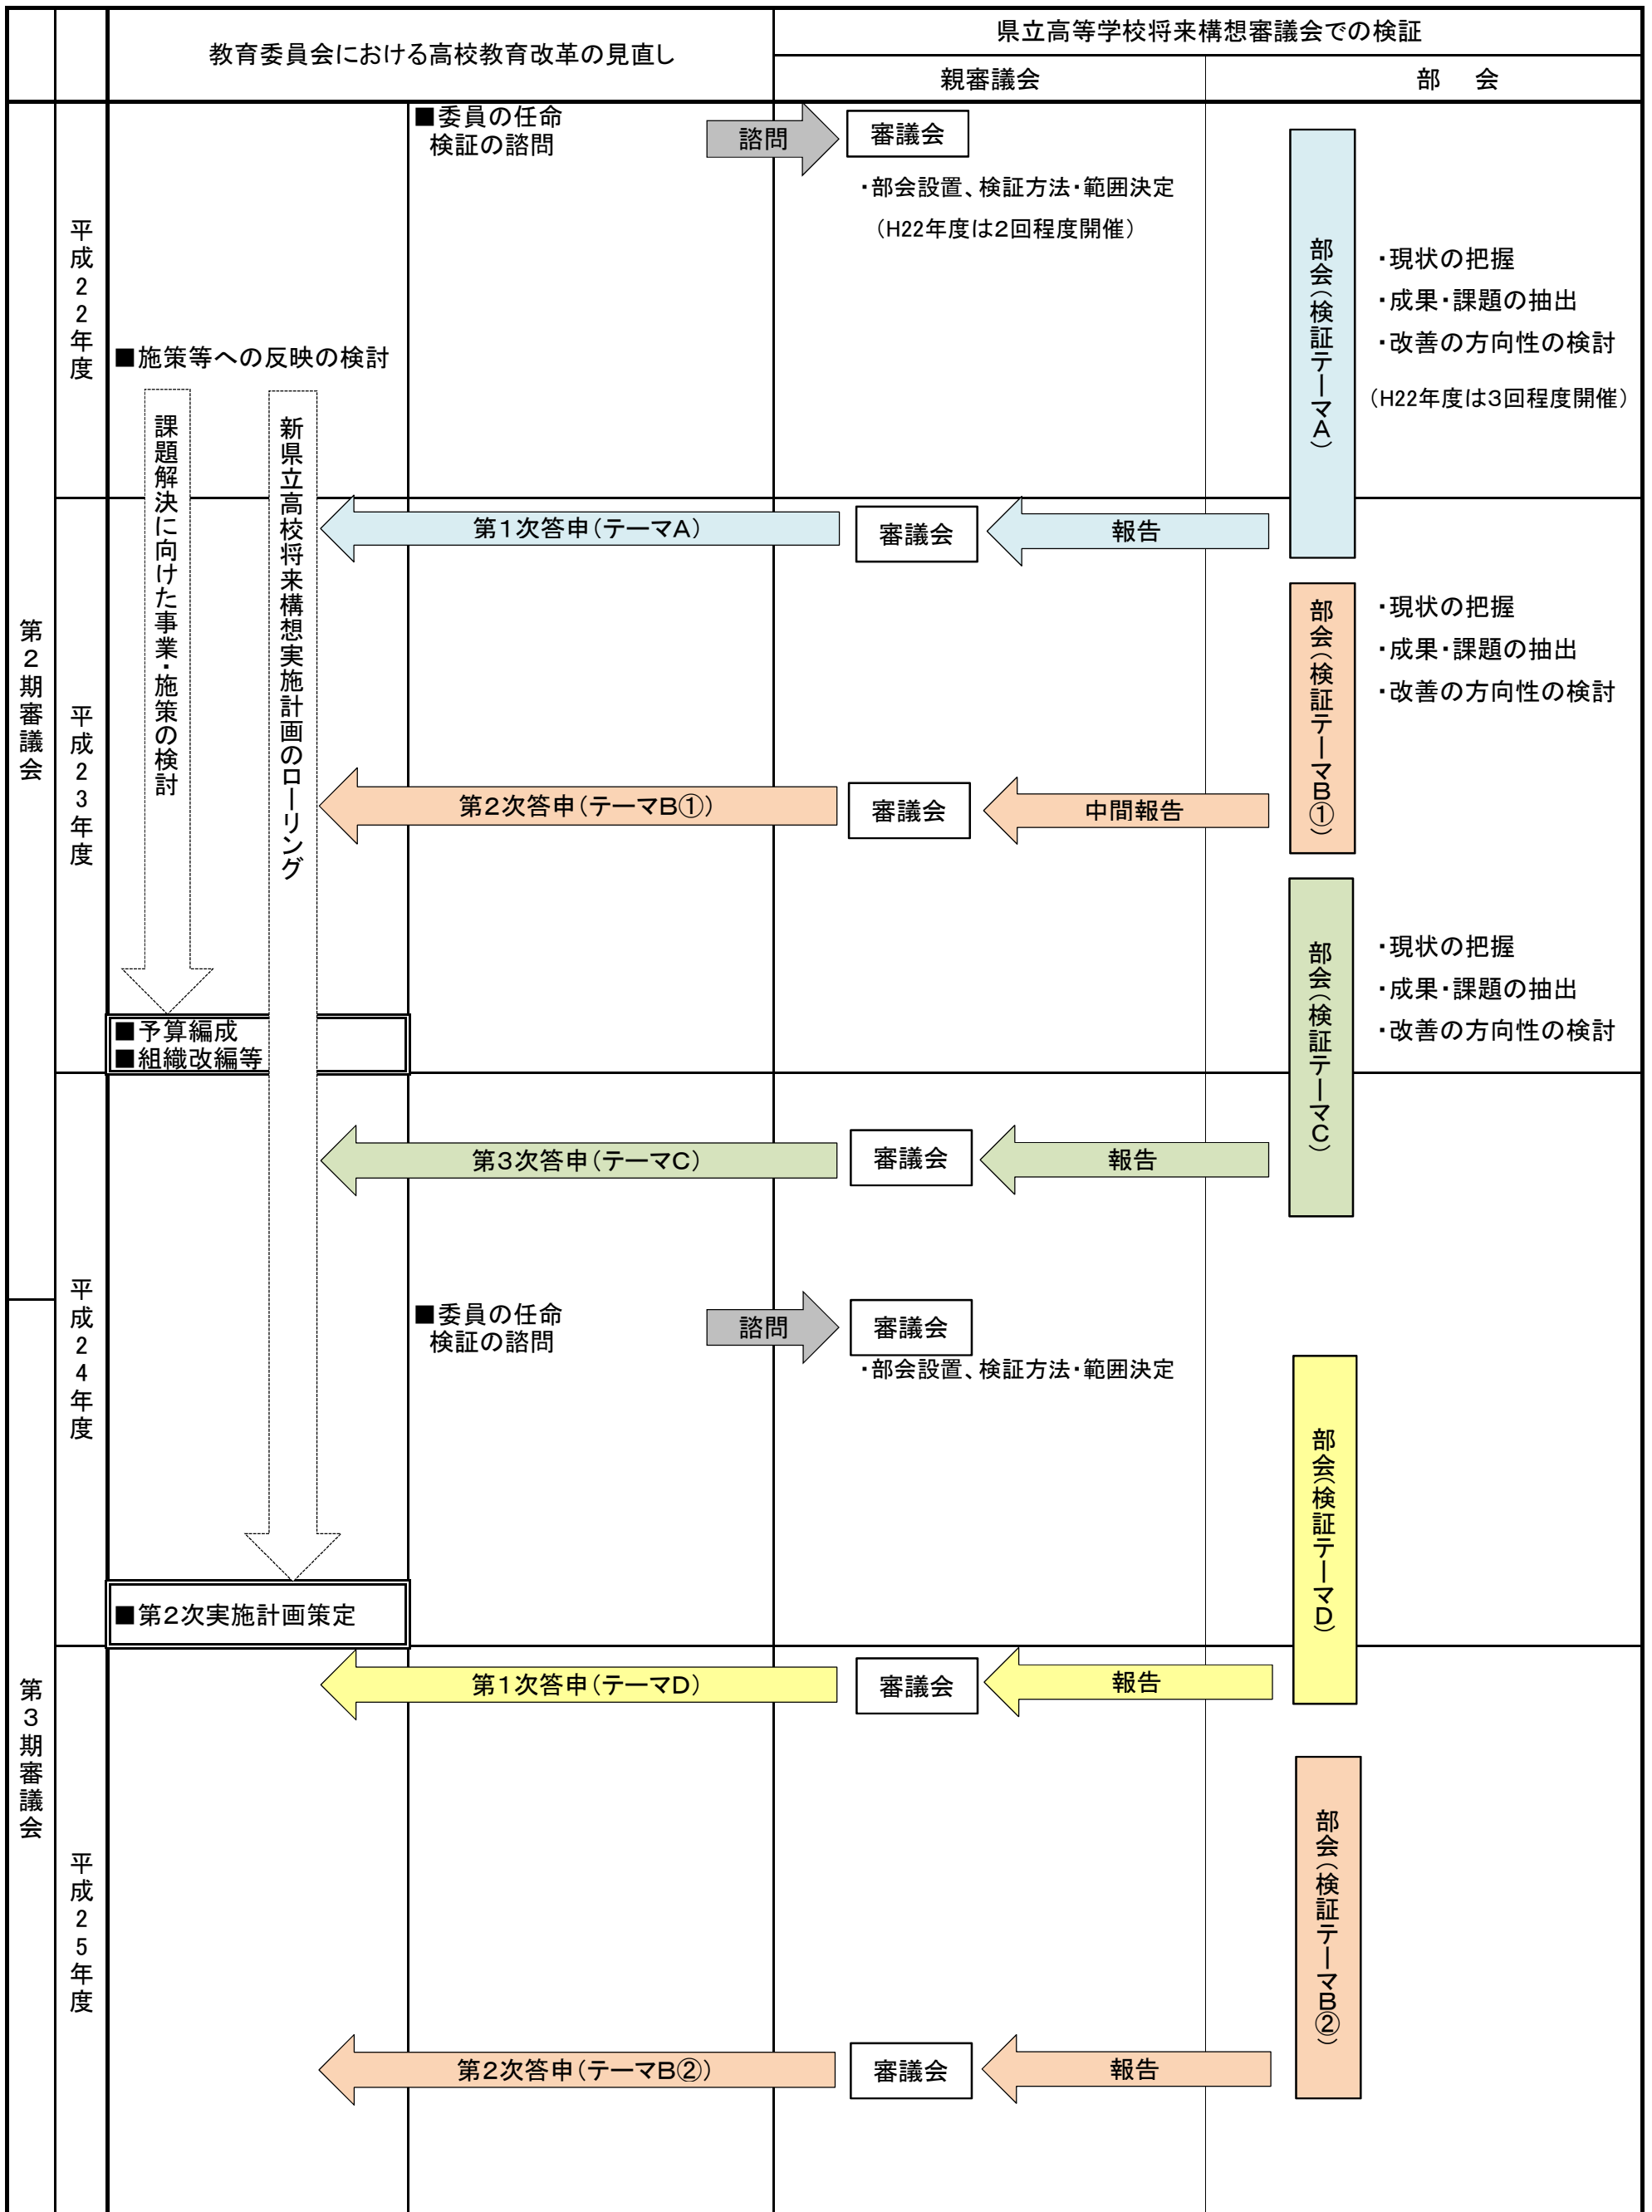 教育委員会における高校教育改革の見直し
県立高等学校将来構想審議会での検証
親審議会
部 会
第2期審議会
平成22年度
■委員の任命
検証の諮問
諮問
審議会
・部会設置、検証方法・範囲決定
(H22年度は2回程度開催)
部会(検証テーマA)
・現状の把握
・成果・課題の抽出
・改善の方向性の検討
(H22年度は3回程度開催)
■施策等への反映の検討
課題解決に向けた事業・施策の検討
新県立高校将来構想実施計画のローリング
平成23年度
第1次答申(テーマA)
審議会
報告
部会(検証テーマB①)
・現状の把握
・成果・課題の抽出
・改善の方向性の検討
第2次答申(テーマB①)
審議会
中間報告
部会(検証テーマC)
・現状の把握
・成果・課題の抽出
・改善の方向性の検討
■予算編成
■組織改編等
平成24年度
第3次答申(テーマC)
審議会
報告
第3期審議会
■委員の任命
検証の諮問
諮問
審議会
・部会設置、検証方法・範囲決定
部会(検証テーマD)
■第2次実施計画策定
平成25年度
第1次答申(テーマD)
審議会
報告
部会(検証テーマB②)
第2次答申(テーマB②)
審議会
報告